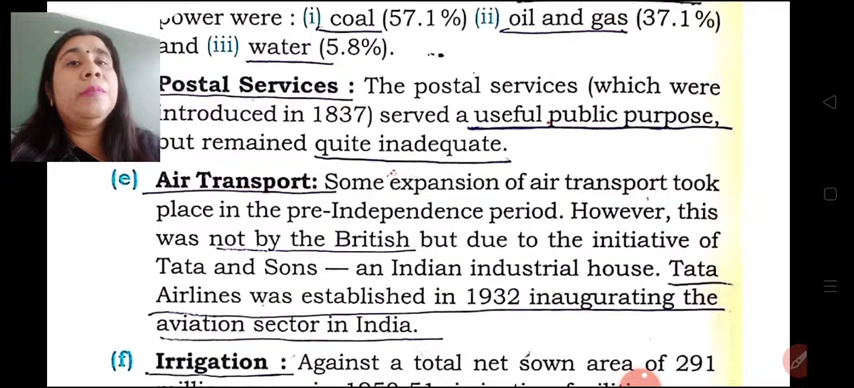 power were : (i) coal (57.1%) (ii) oil and gas (37.1%)
and (iii) water (5.8%).
Postal Services : The postal services (which were
introduced in 1837) served a useful public purpose,
but remained quite inadequate.
(e) Air Transport: Some expansion of air transport took
place in the pre-Independence period. However, this
was not by the British but due to the initiative of
Tata and Sons — an Indian industrial house. Tata
Airlines was established in 1932 inaugurating the
aviation sector in India.
(f) Irrigation : Against a total net sown area of 291